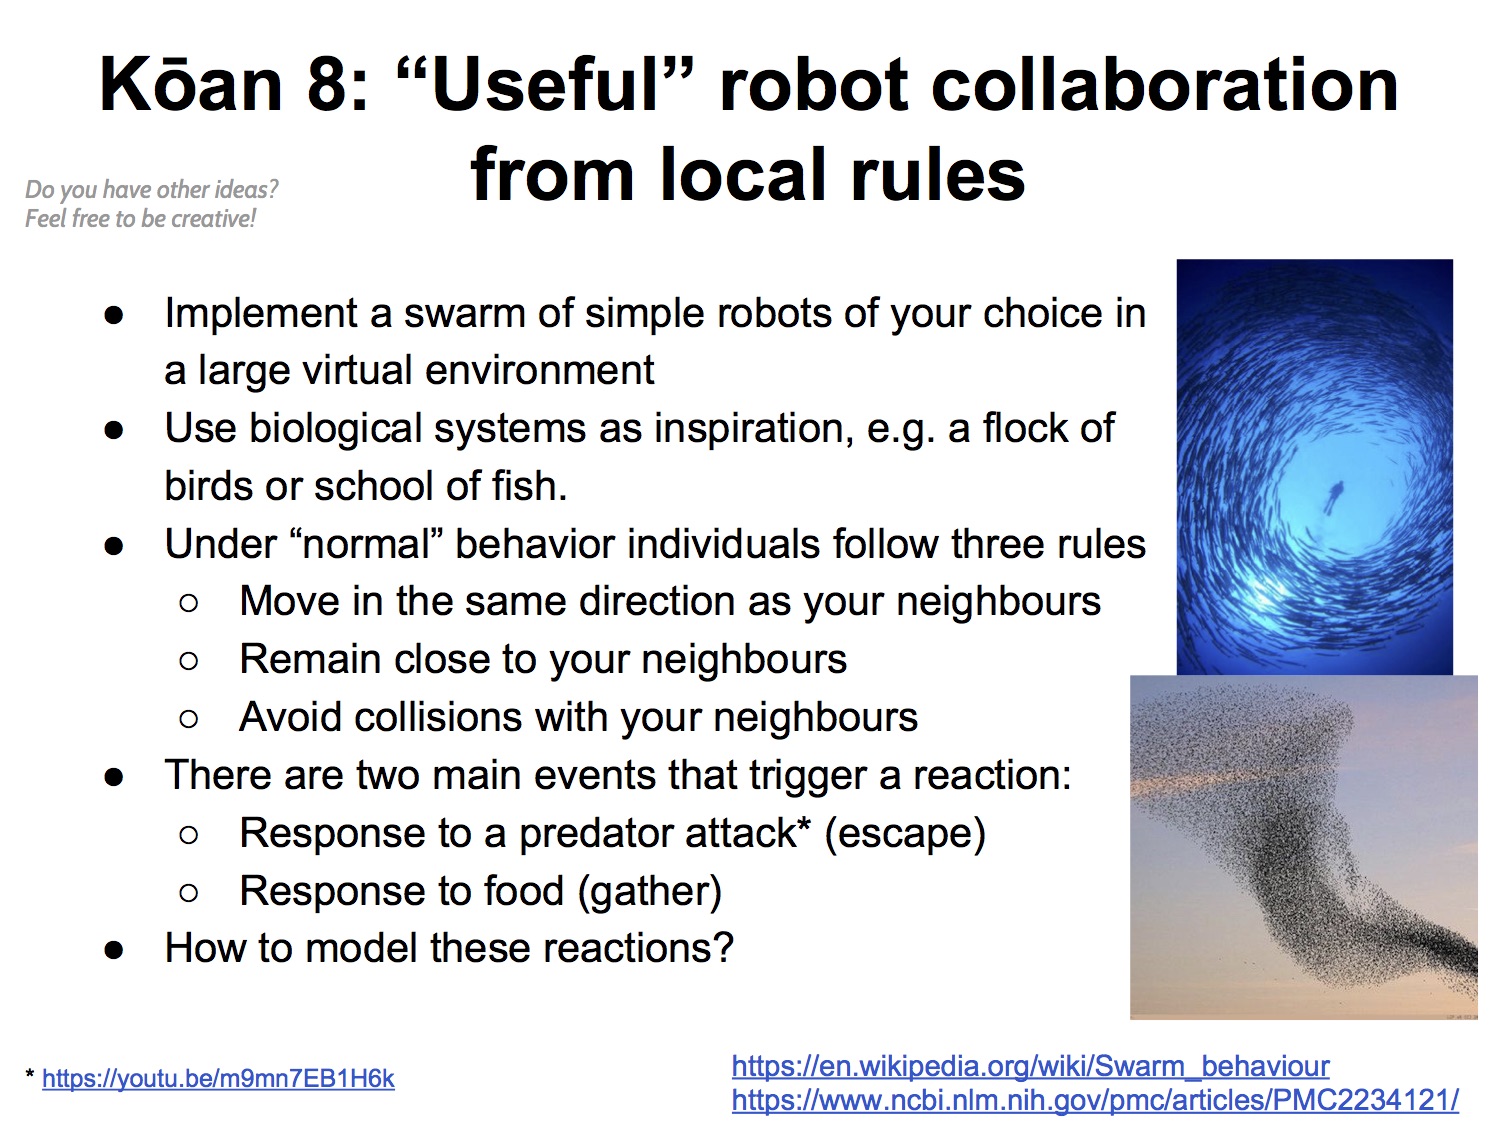 Kōan 8: “Useful” robot collaboration
from local rules
Do you have other ideas?
Feel free to be creative!
● Implement a swarm of simple robots of your choice in
a large virtual environment
● Use biological systems as inspiration, e.g. a flock of
birds or school of fish.
● Under “normal” behavior individuals follow three rules
○ Move in the same direction as your neighbours
○ Remain close to your neighbours
○ Avoid collisions with your neighbours
● There are two main events that trigger a reaction:
○ Response to a predator attack* (escape)
○ Response to food (gather)
● How to model these reactions?
* https://youtu.be/m9mn7EB1H6k
https://en.wikipedia.org/wiki/Swarm_behaviour
https://www.ncbi.nlm.nih.gov/pmc/articles/PMC2234121/